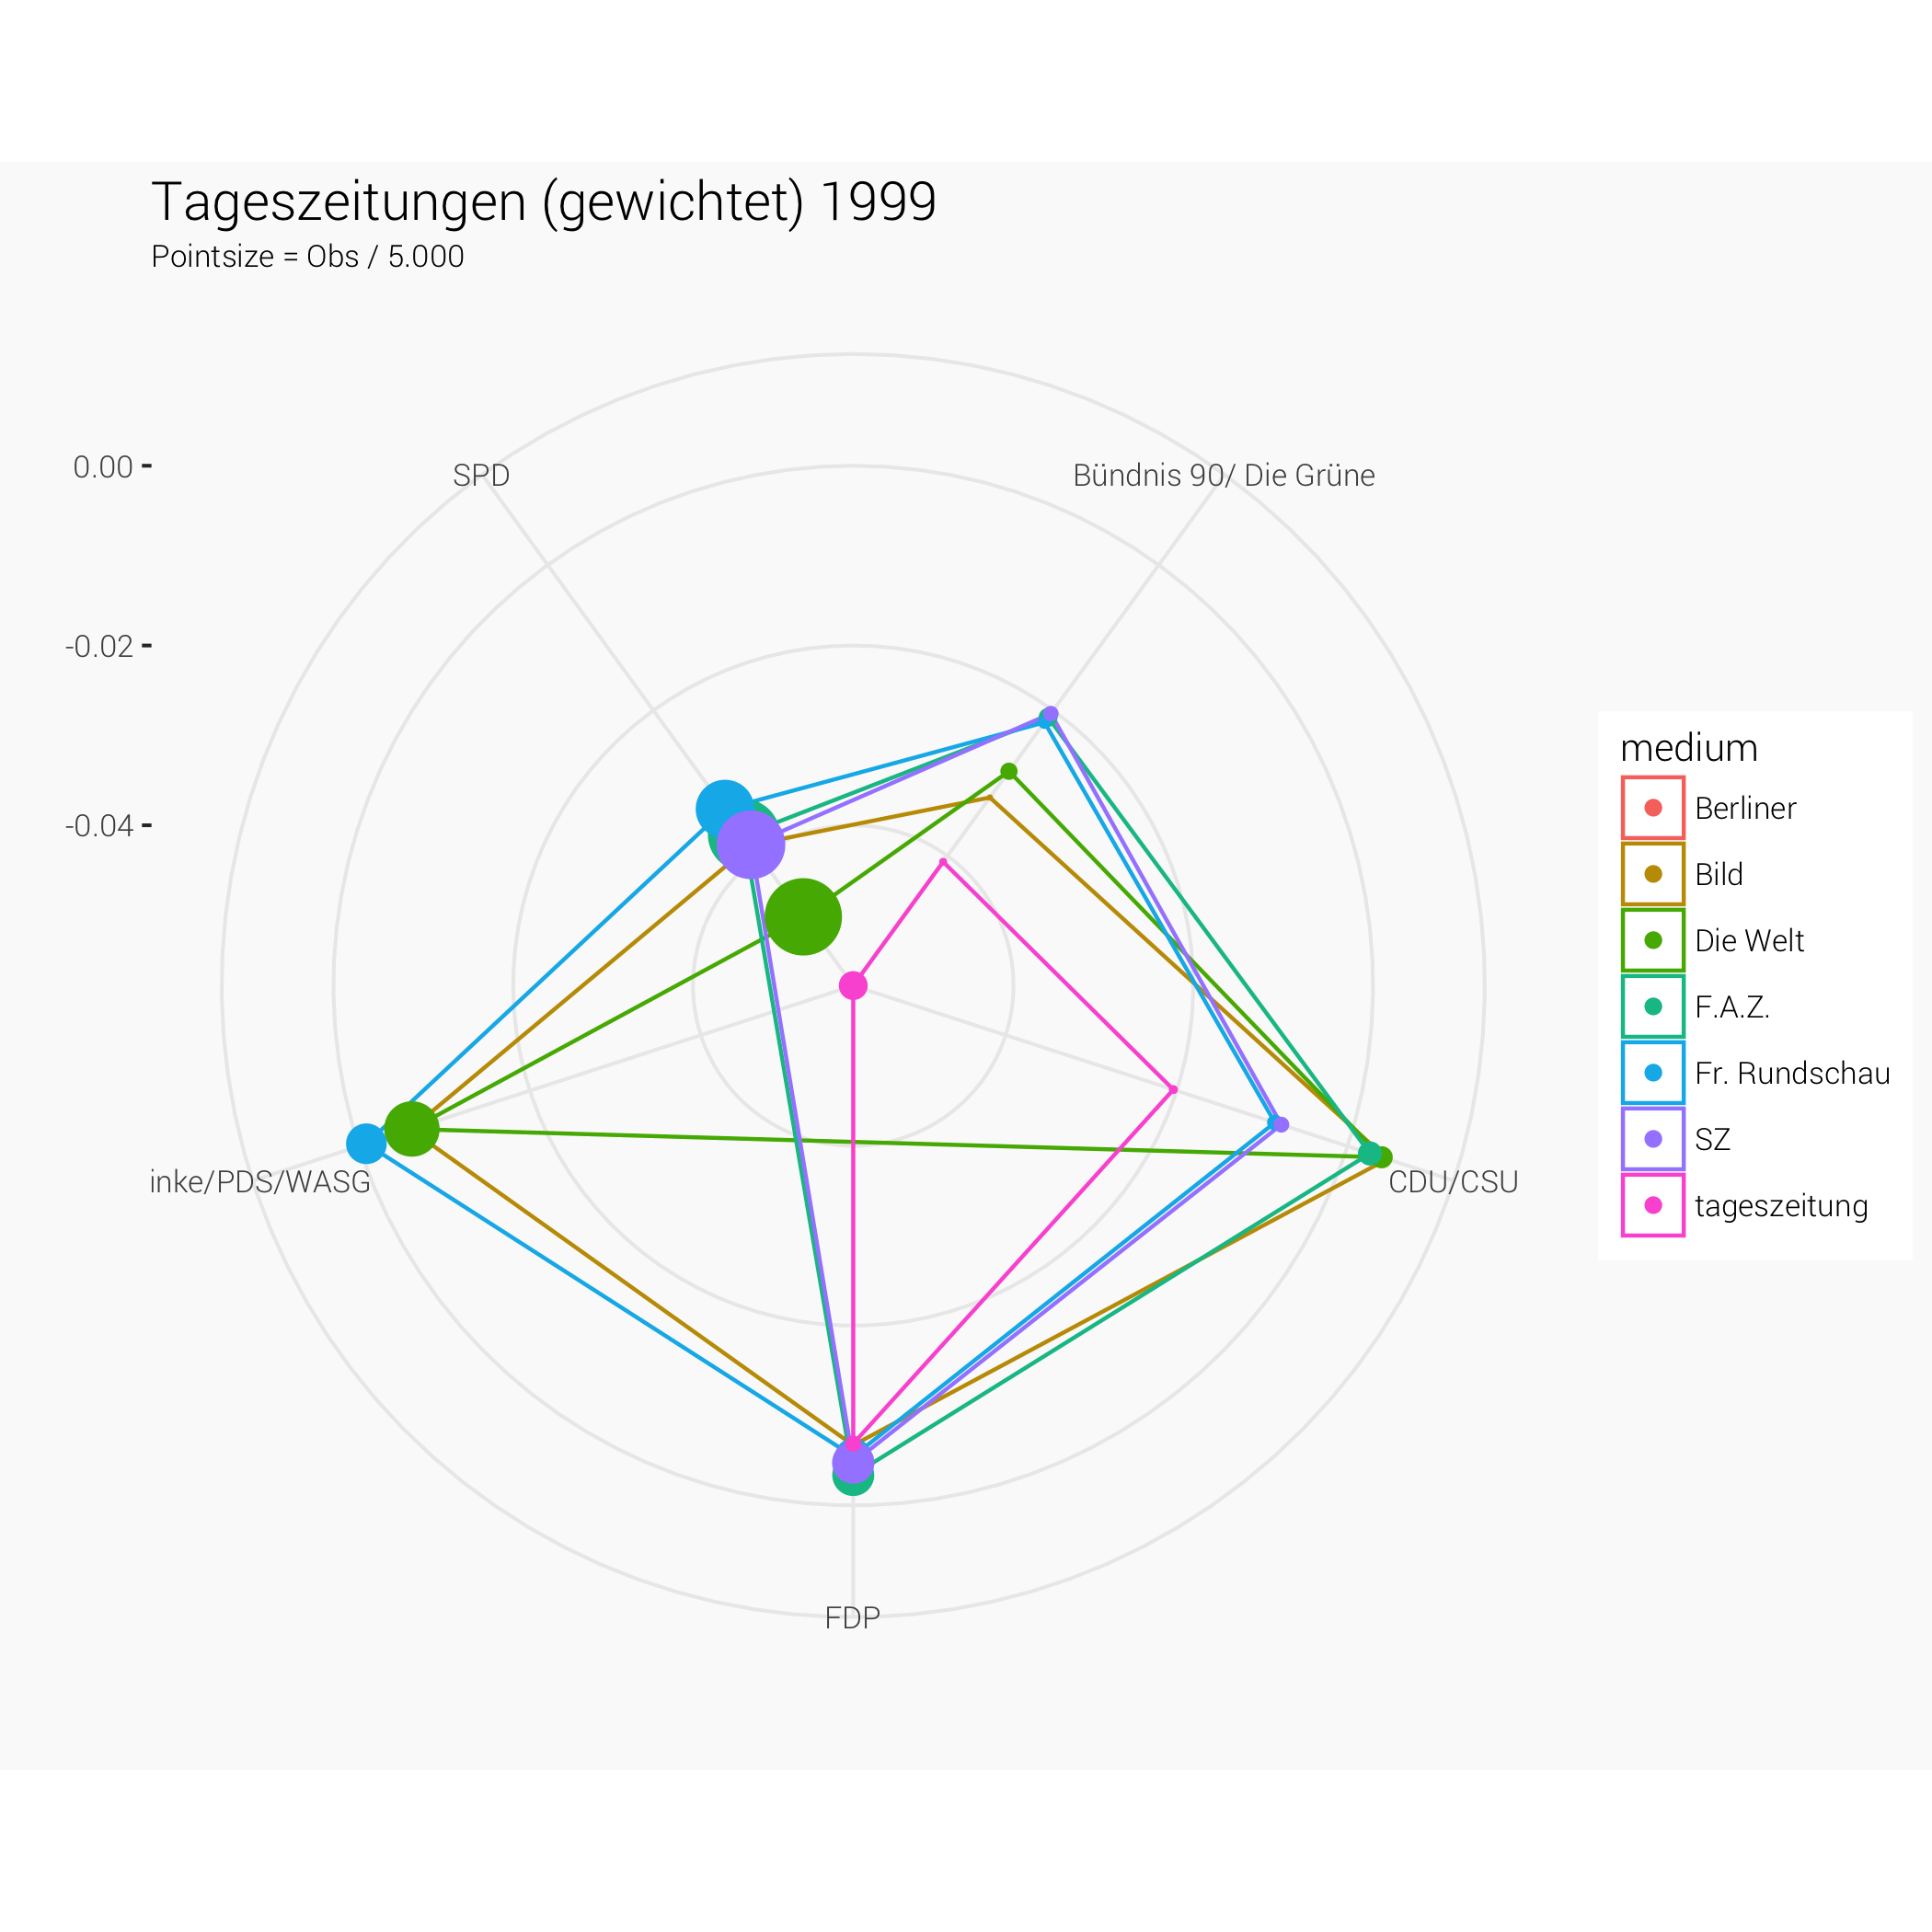 Tageszeitungen (gewichtet) 1999
Pointsize = Obs / 5.000
0.00
-0.02
-0.04
SPD
Bündnis 90/ Die Grüne
inke/PDS/WASG
CDU/CSU
FDP
medium
Berliner
Bild
Die Welt
F.A.Z.
Fr. Rundschau
SZ
tageszeitung